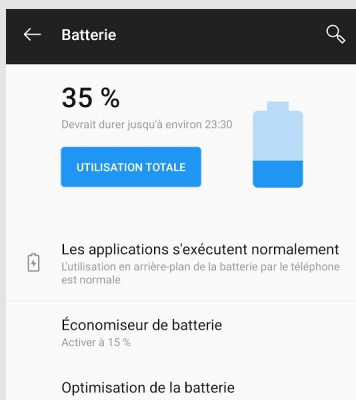 Batterie
35 %
Devrait durer jusqu'à environ 23:30
UTILISATION TOTALE
Les applications s'exécutent normalement
L'utilisation en arrière-plan de la batterie par le téléphone
est normale
Économiseur de batterie
Activer à 15 %
Optimisation de la batterie